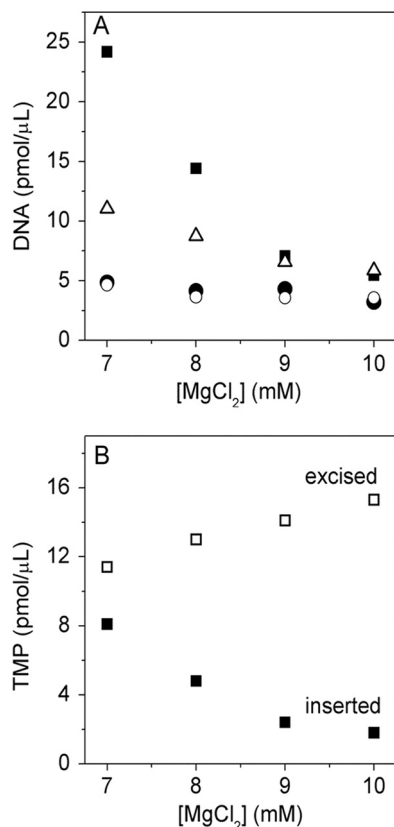 A
25
20
15
10
5
0
DNA (pmol/μL)
7 8 9 10
[MgCl₂] (mM)
B
excised
16
12
8
4
0
TMP (pmol/μL)
inserted
7 8 9 10
[MgCl₂] (mM)